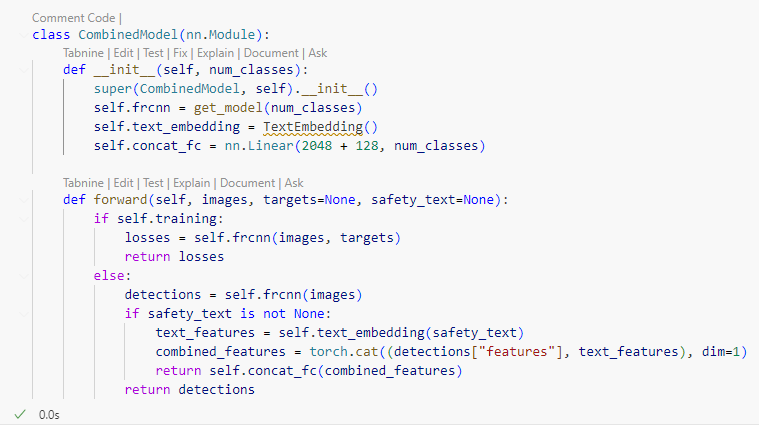 Comment Code |
class CombinedModel(nn.Module):
Tabnine | Edit | Test | Fix | Explain | Document | Ask
def __init__(self, num_classes):
super(CombinedModel, self).__init__()
self.frcnn = get_model(num_classes)
self.text_embedding = TextEmbedding()
self.concat_fc = nn.Linear(2048 + 128, num_classes)
Tabnine | Edit | Test | Explain | Document | Ask
def forward(self, images, targets=None, safety_text=None):
if self.training:
losses = self.frcnn(images, targets)
return losses
else:
detections = self.frcnn(images)
if safety_text is not None:
text_features = self.text_embedding(safety_text)
combined_features = torch.cat((detections["features"], text_features), dim=1)
return self.concat_fc(combined_features)
return detections
0.0s